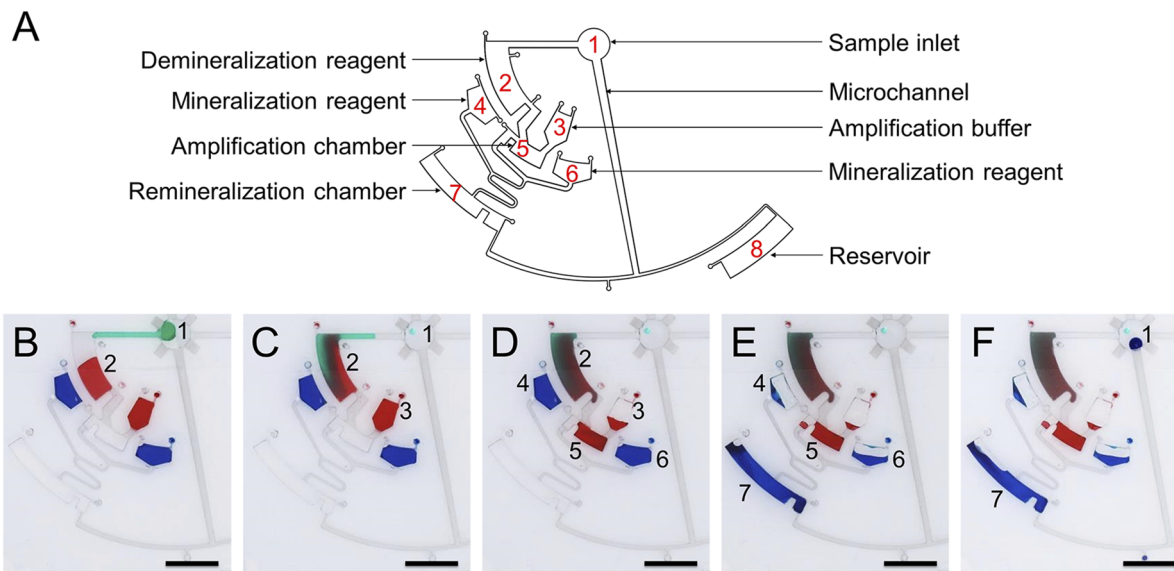 A
1
Sample inlet
Demineralization reagent
2
Microchannel
Mineralization reagent
4
3
Amplification buffer
Amplification chamber
5
6
Mineralization reagent
Remineralization chamber
7
8
Reservoir
B
1
2
C
1
2
3
D
2
4
3
5
6
E
4
5
6
7
F
1
7